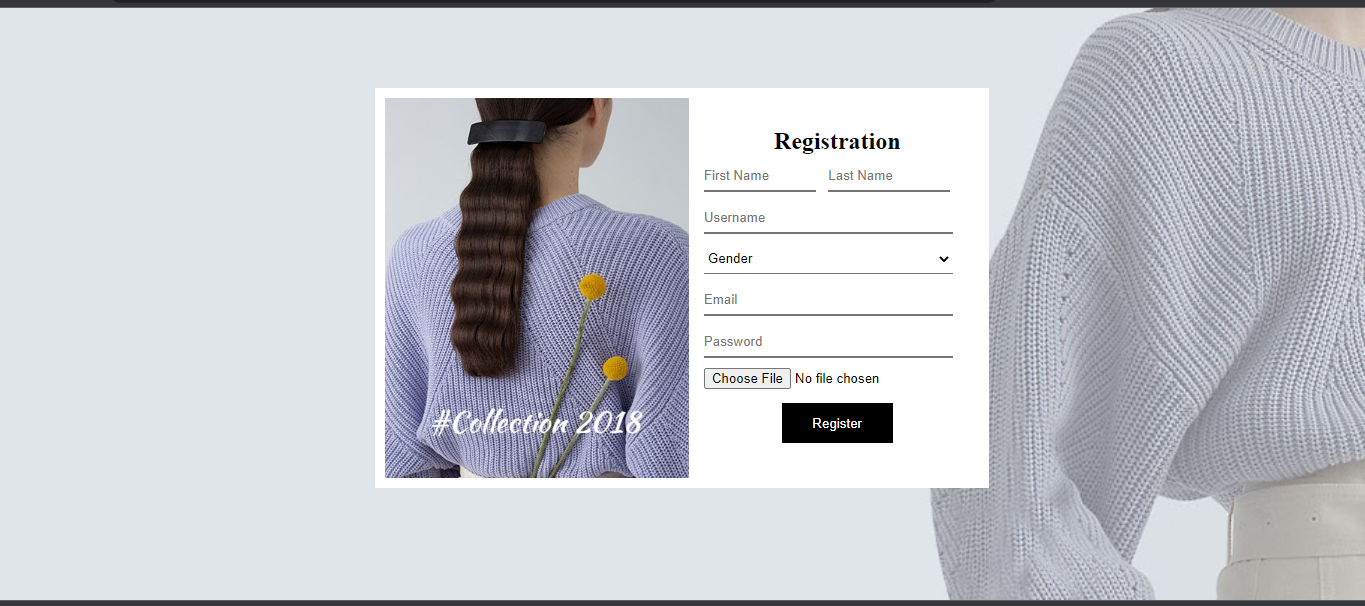 Registration
First Name Last Name
Username
Gender
Email
Password
Choose File No file chosen
Register
#Collection 2018